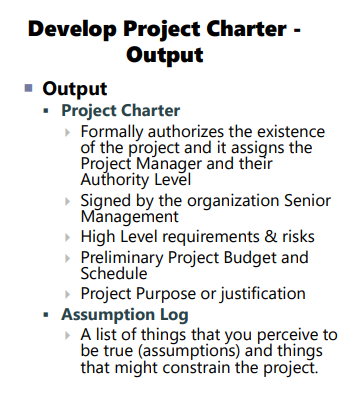 Develop Project Charter -
Output
Output
Project Charter
Formally authorizes the existence
of the project and it assigns the
Project Manager and their
Authority Level
Signed by the organization Senior
Management
High Level requirements & risks
Preliminary Project Budget and
Schedule
Project Purpose or justification
Assumption Log
A list of things that you perceive to
be true (assumptions) and things
that might constrain the project.